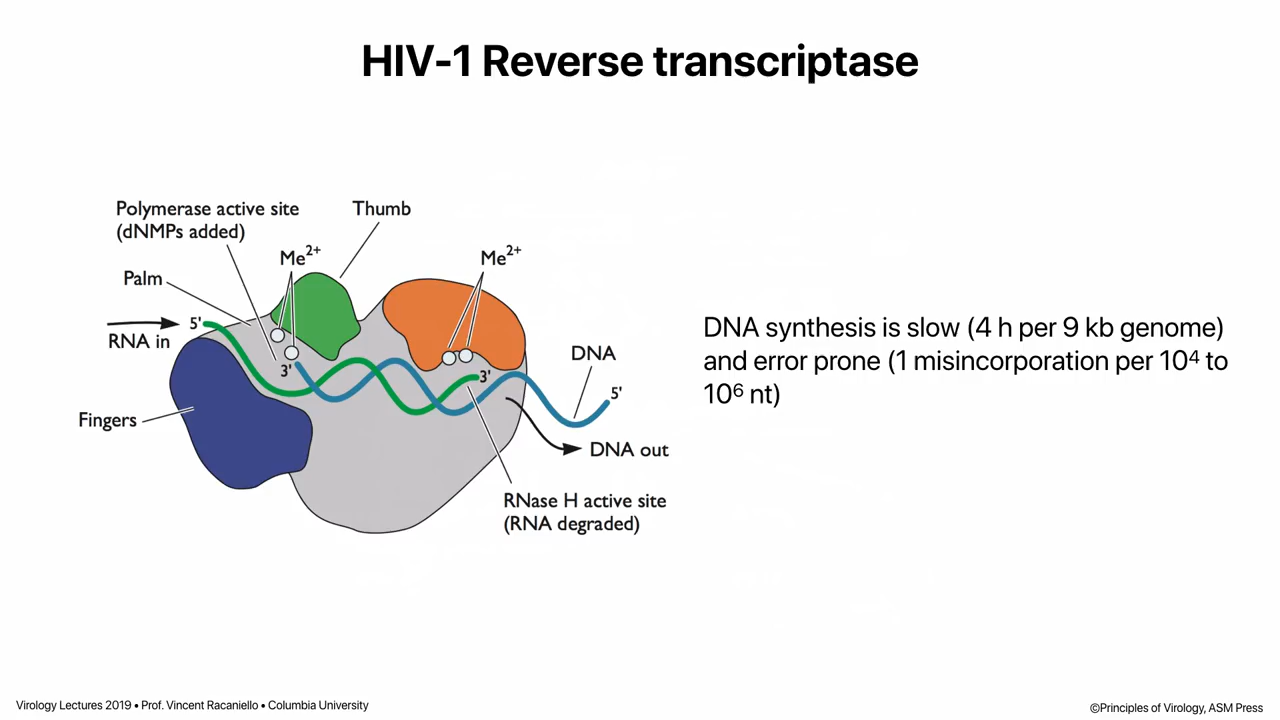 HIV-1 Reverse transcriptase
Polymerase active site
(dNMPs added)
Thumb
Me2+
Me2+
Palm
5'
RNA in
3'
3'
DNA
5'
Fingers
DNA out
RNase H active site
(RNA degraded)
DNA synthesis is slow (4 h per 9 kb genome)
and error prone (1 misincorporation per 10⁴ to
10⁶ nt)
Virology Lectures 2019 • Prof. Vincent Racaniello • Columbia University
©Principles of Virology, ASM Press